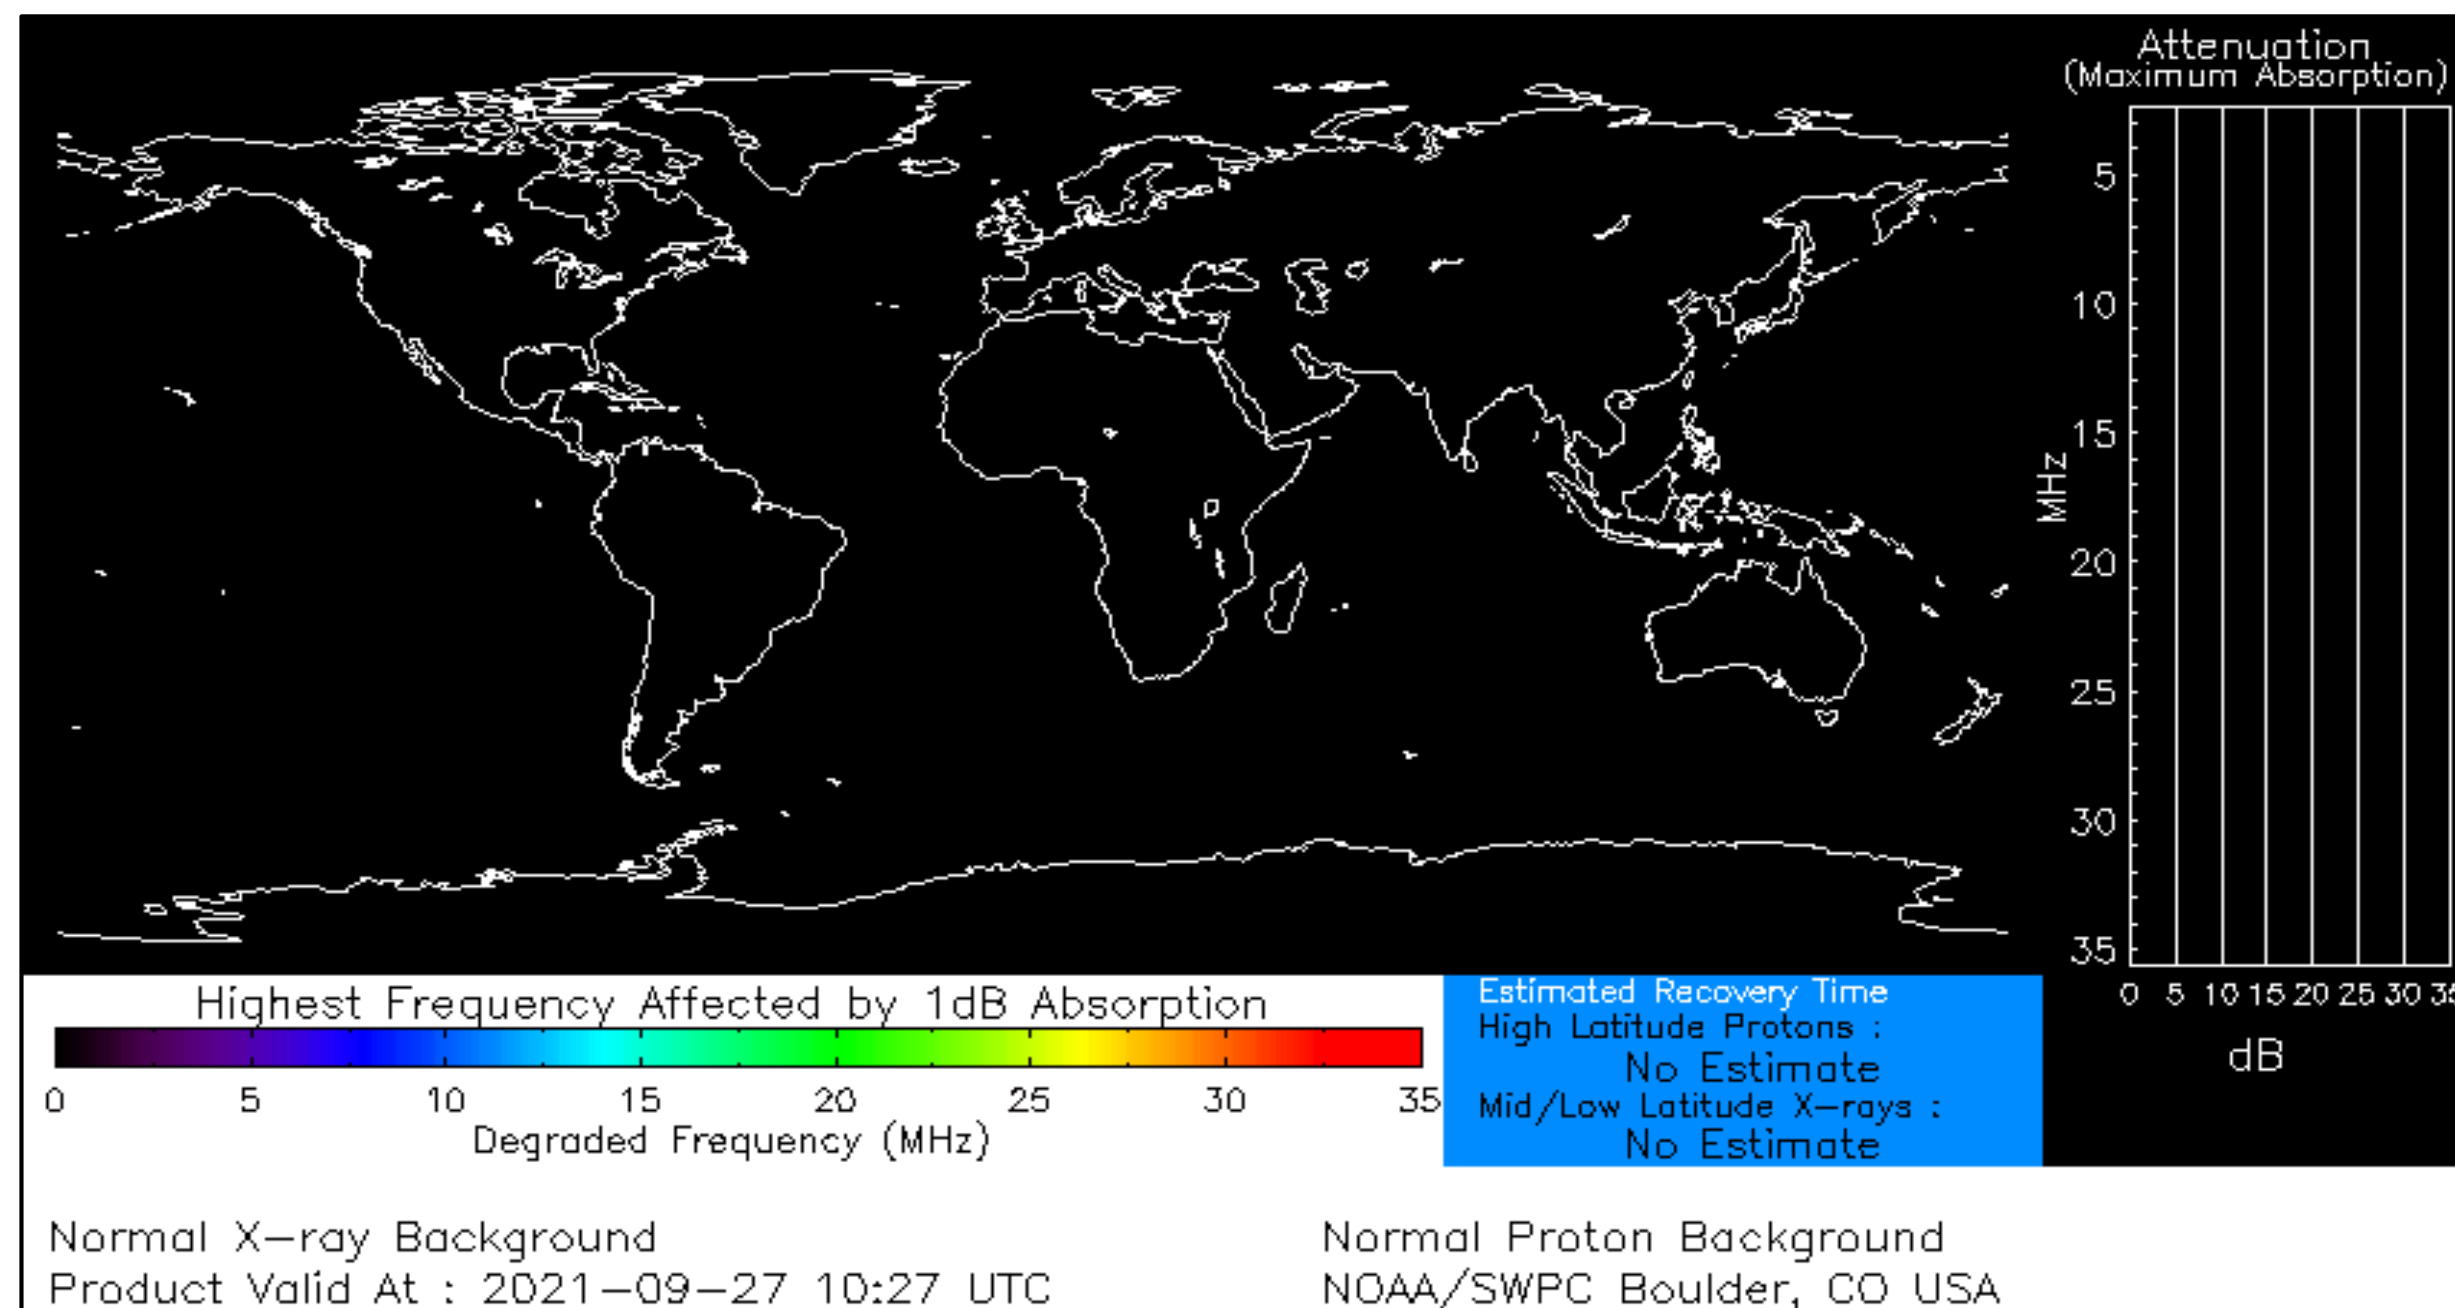 Attenuation
(Maximum Absorption)
5
10
15
20
25
30
35
MHz
0 5 10 15 20 25 30
dB
Highest Frequency Affected by 1dB Absorption
0 5 10 15 20 25 30 35
Degraded Frequency (MHz)
Estimated Recovery Time
High Latitude Protons :
No Estimate
Mid/Low Latitude X-rays :
No Estimate
Normal X-ray Background
Normal Proton Background
Product Valid At : 2021-09-27 10:27 UTC
NOAA/SWPC Boulder, CO USA